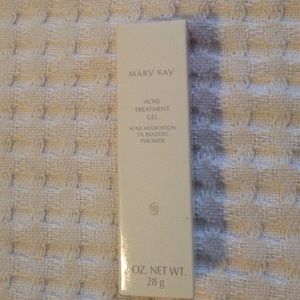 MARY KAY
ACNE
TREATMENT
GEL
ACNE MEDICATION
5% BENZOYL
PEROXIDE
OZ. NET WT.
28 g